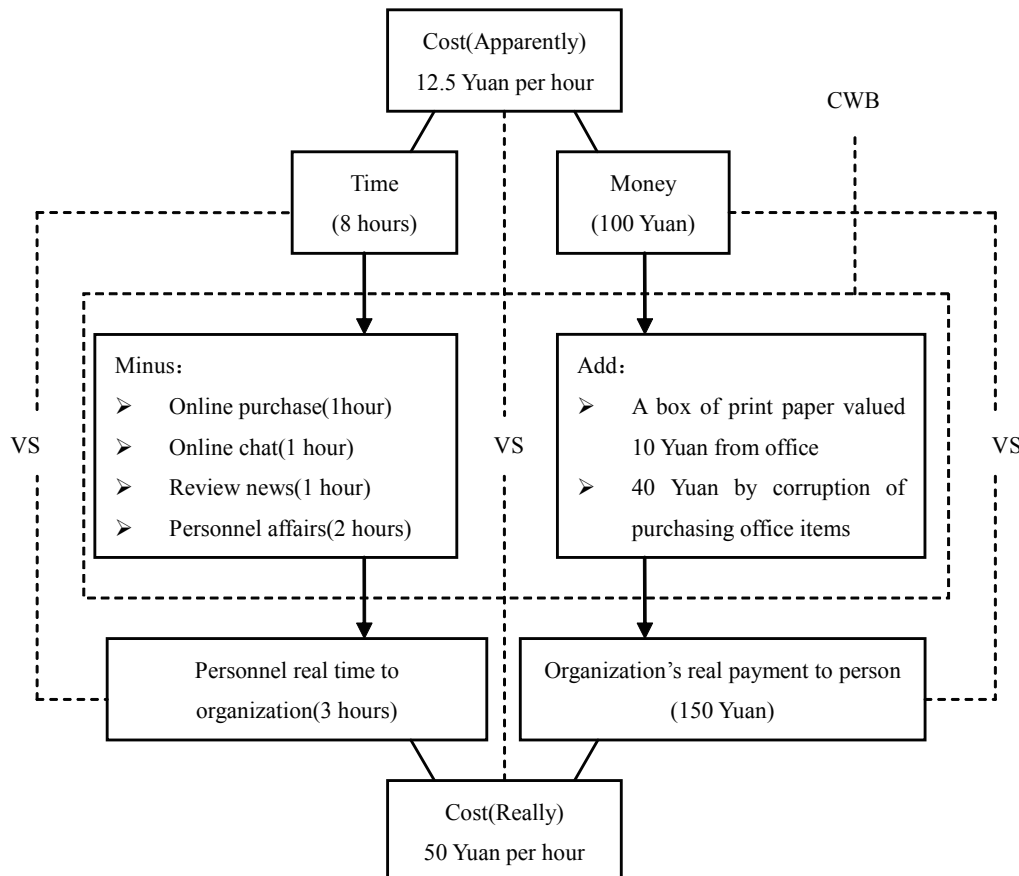 Cost(Apparently)
12.5 Yuan per hour
CWB
Time
(8 hours)
Money
(100 Yuan)
Minus：
➢ Online purchase(1hour)
➢ Online chat(1 hour)
➢ Review news(1 hour)
➢ Personnel affairs(2 hours)
Add：
➢ A box of print paper valued
10 Yuan from office
➢ 40 Yuan by corruption of
purchasing office items
VS
VS
VS
Personnel real time to
organization(3 hours)
Organization’s real payment to person
(150 Yuan)
Cost(Really)
50 Yuan per hour